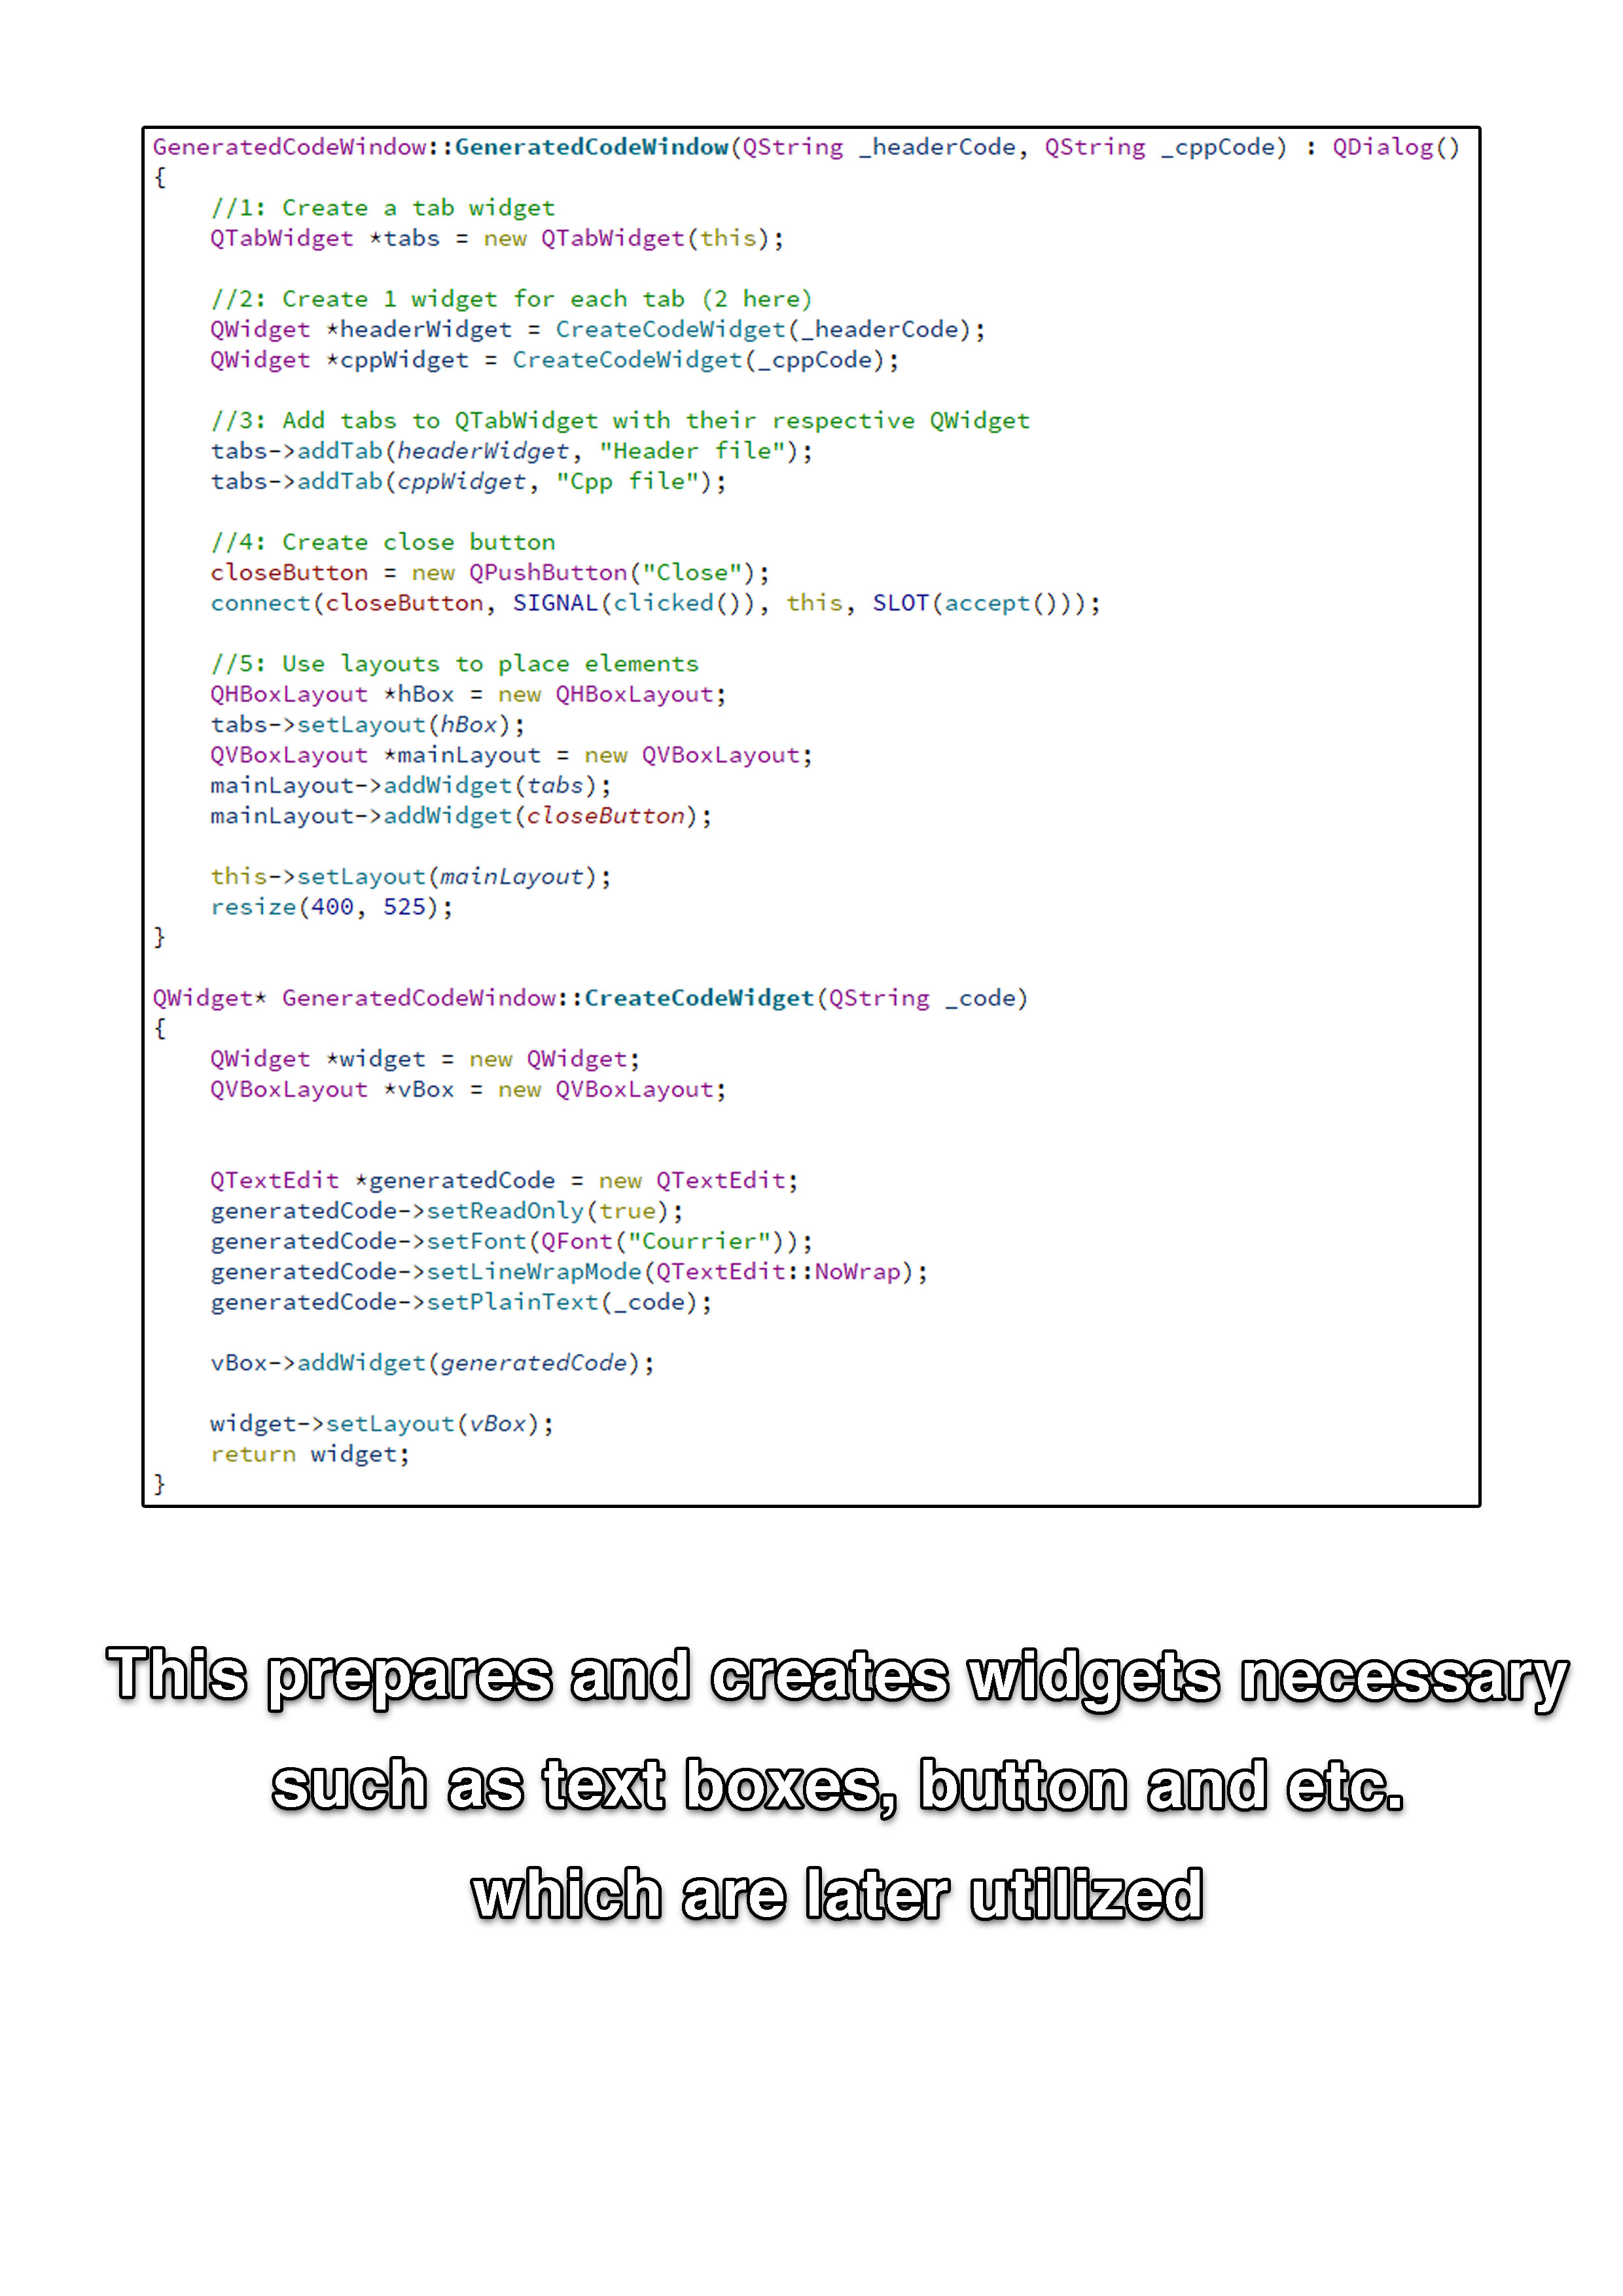 GeneratedCodeWindow::GeneratedCodeWindow(QString _headerCode, QString _cppCode) : QDialog()
{
    //1: Create a tab widget
    QTabWidget *tabs = new QTabWidget(this);

    //2: Create 1 widget for each tab (2 here)
    QWidget *headerWidget = CreateCodeWidget(_headerCode);
    QWidget *cppWidget = CreateCodeWidget(_cppCode);

    //3: Add tabs to QTabWidget with their respective QWidget
    tabs->addTab(headerWidget, "Header file");
    tabs->addTab(cppWidget, "Cpp file");

    //4: Create close button
    closeButton = new QPushButton("Close");
    connect(closeButton, SIGNAL(clicked()), this, SLOT(accept()));

    //5: Use layouts to place elements
    QHBoxLayout *hBox = new QHBoxLayout;
    tabs->setLayout(hBox);
    QVBoxLayout *mainLayout = new QVBoxLayout;
    mainLayout->addWidget(tabs);
    mainLayout->addWidget(closeButton);

    this->setLayout(mainLayout);
    resize(400, 525);
}

QWidget* GeneratedCodeWindow::CreateCodeWidget(QString _code)
{
    QWidget *widget = new QWidget;
    QVBoxLayout *vBox = new QVBoxLayout;

    QTextEdit *generatedCode = new QTextEdit;
    generatedCode->setReadOnly(true);
    generatedCode->setFont(QFont("Courrier"));
    generatedCode->setLineWrapMode(QTextEdit::NoWrap);
    generatedCode->setPlainText(_code);

    vBox->addWidget(generatedCode);

    widget->setLayout(vBox);
    return widget;
}
This prepares and creates widgets necessary
such as text boxes, button and etc.
which are later utilized